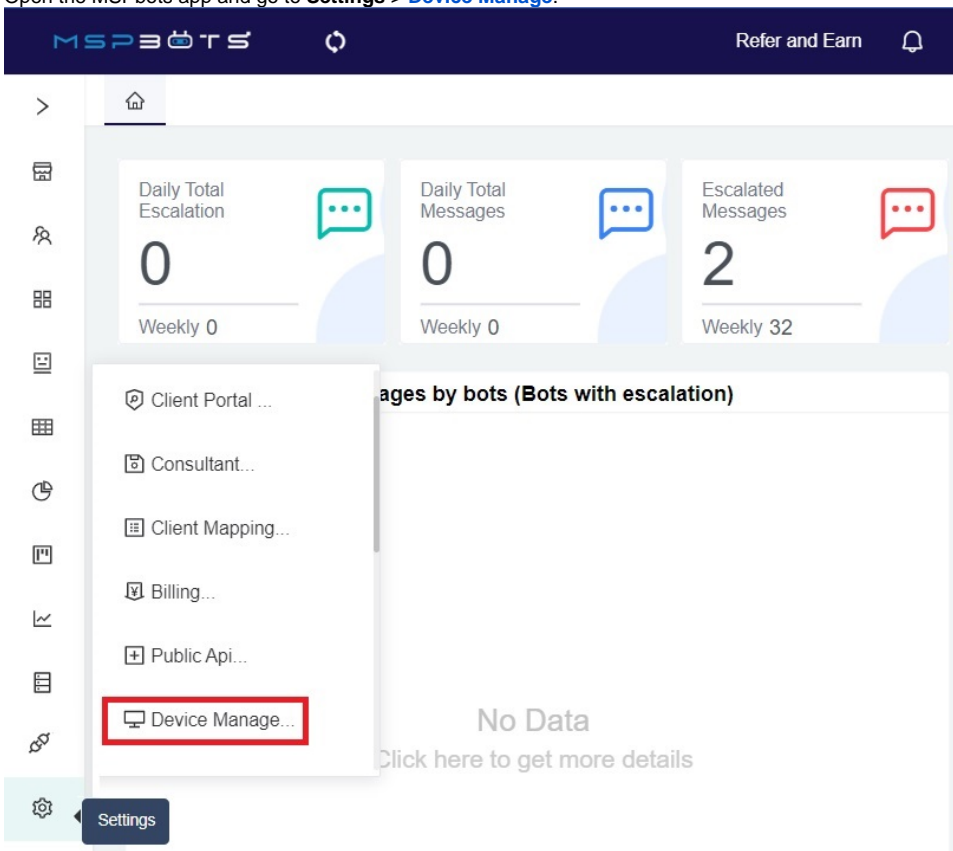 Open the MSPbots app and go to Settings > Device Manage.
MSPBOTS
Refer and Earn
Daily Total
Escalation
0
Weekly 0
Daily Total
Messages
0
Weekly 0
Escalated
Messages
2
Weekly 32
ages by bots (Bots with escalation)
Client Portal ...
Consultant...
Client Mapping...
Billing...
Public Api...
Device Manage...
No Data
Click here to get more details
Settings